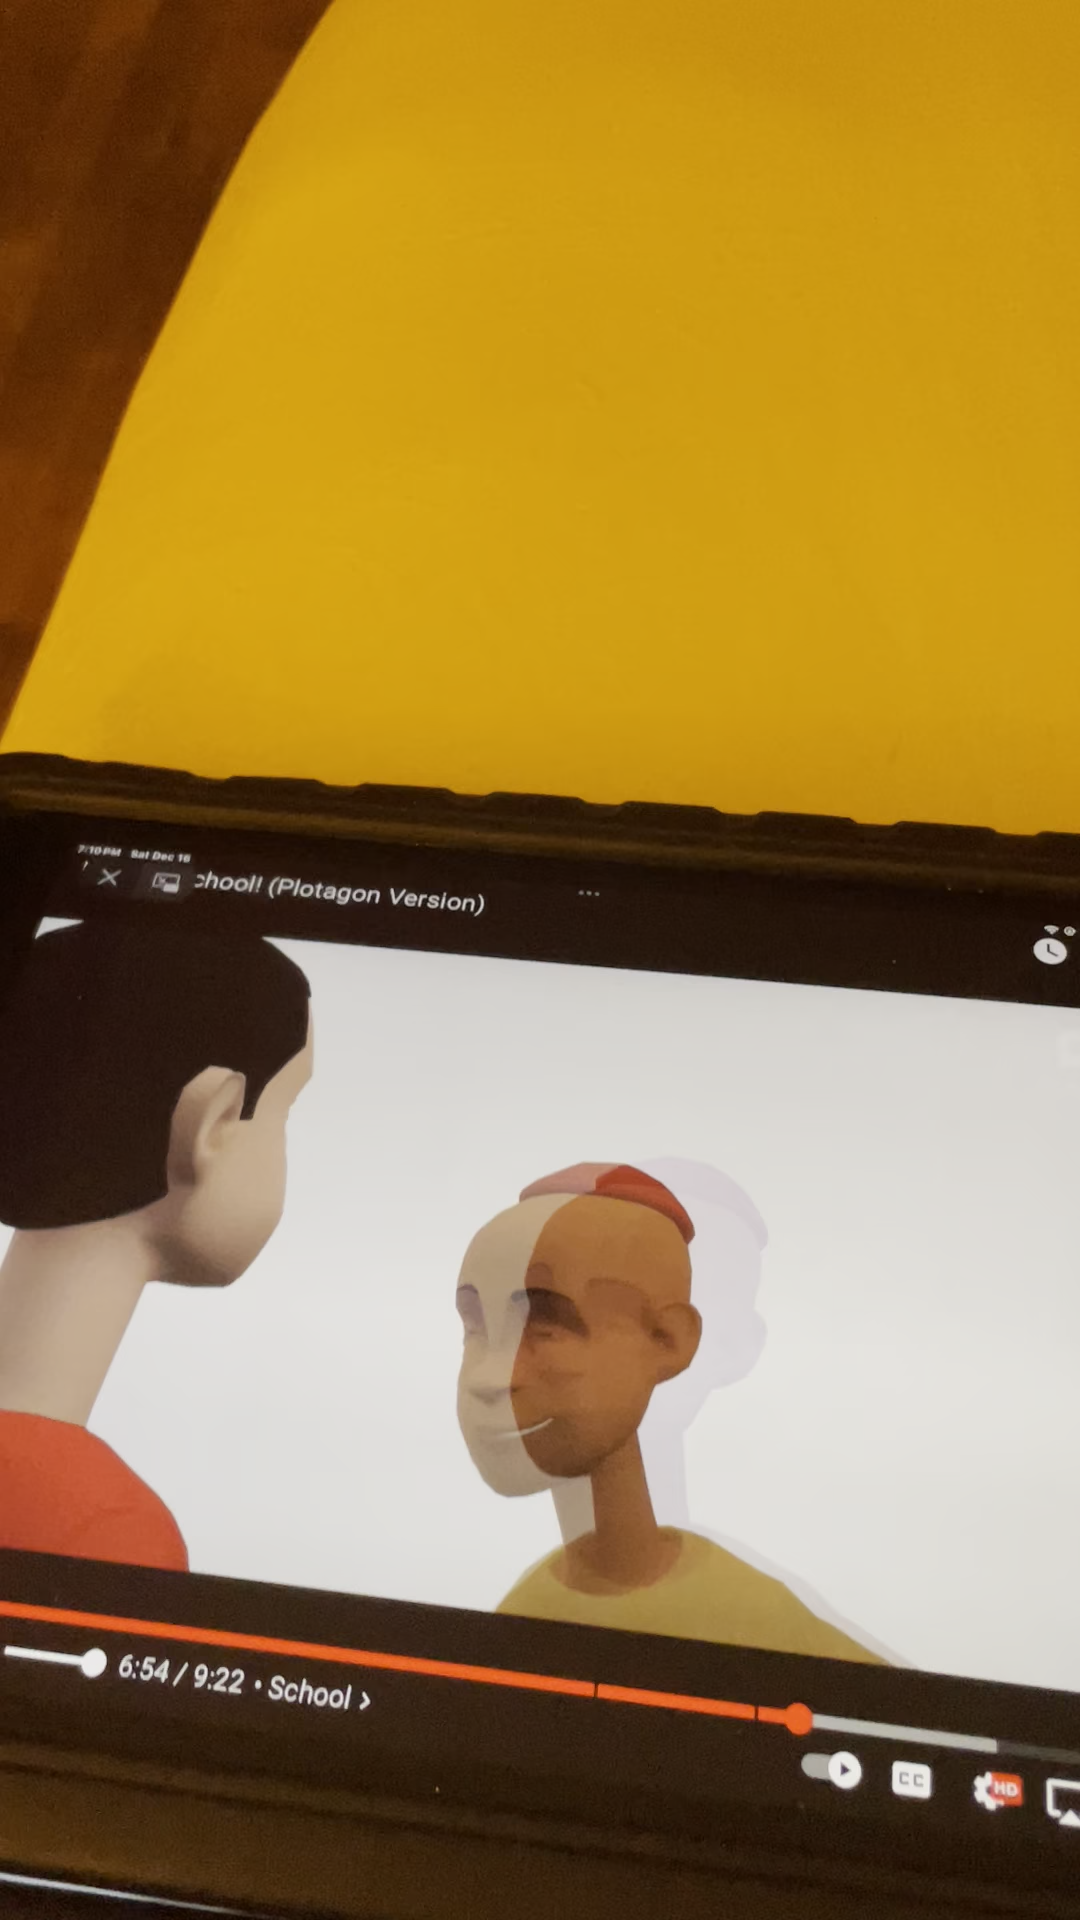 7:10 PM Sat Dec 16
chool! (Plotagon Version)
6:54 / 9:22 • School >
CC
HD